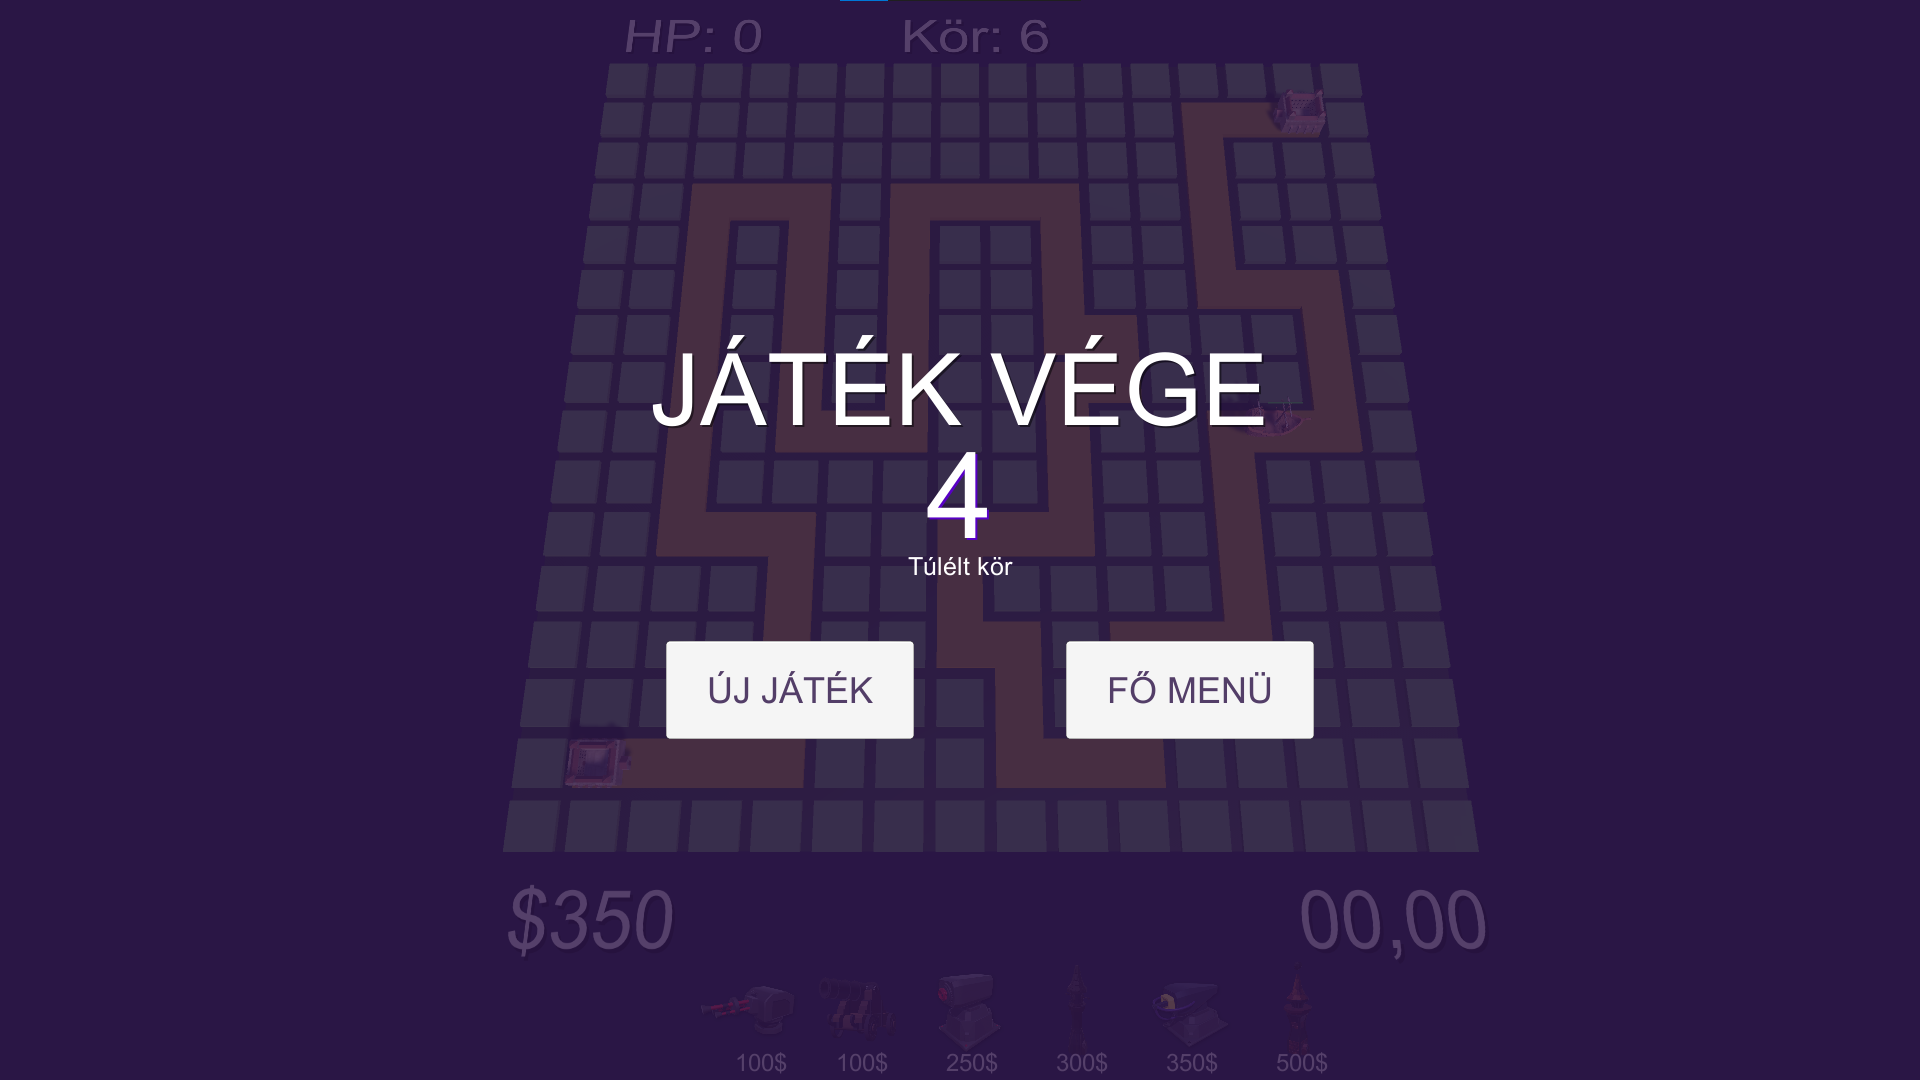 HP: 0
Kör: 6
JÁTÉK VÉGE
4
Túlélt kör
ÚJ JÁTÉK
FŐ MENÜ
$350
00,00
100$
100$
250$
300$
350$
500$